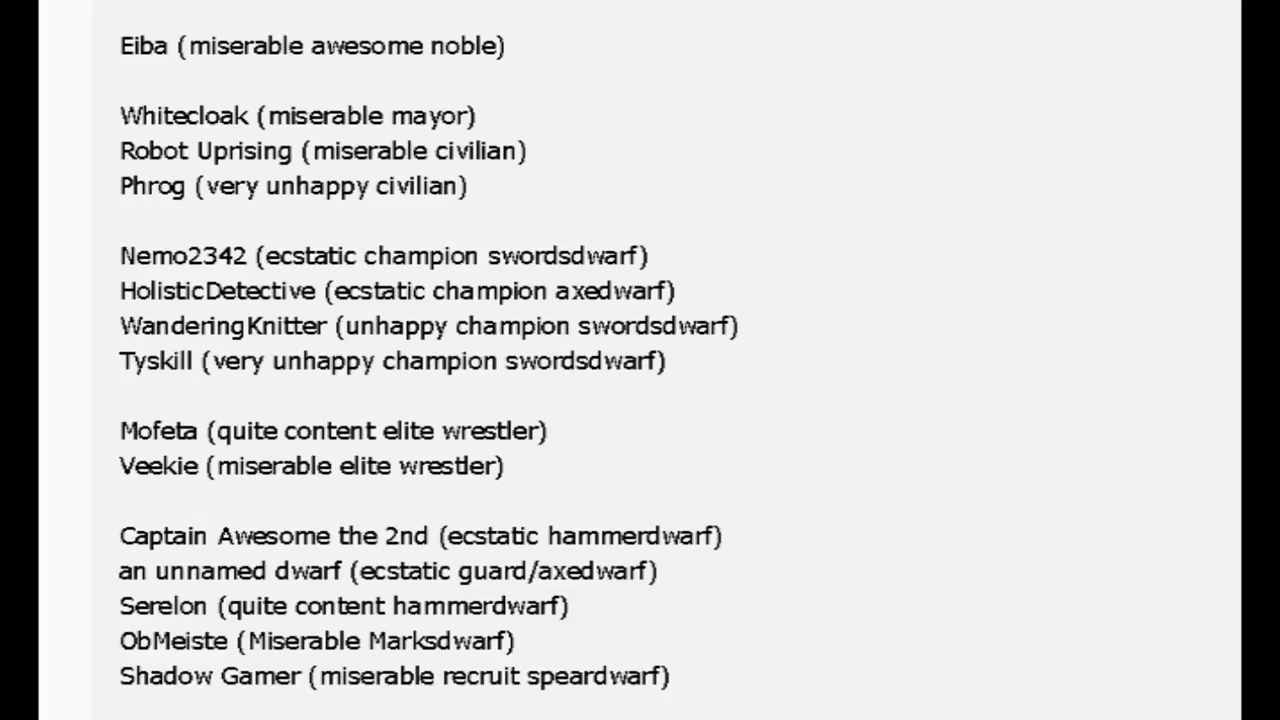 Eiba (miserable awesome noble)
Whitecloak (miserable mayor)
Robot Uprising (miserable civilian)
Phrog (very unhappy civilian)
Nemo2342 (ecstatic champion swordsdwarf)
HolisticDetective (ecstatic champion axedwarf)
WanderingKnitter (unhappy champion swordsdwarf)
Tyskill (very unhappy champion swordsdwarf)
Mofeta (quite content elite wrestler)
Veekie (miserable elite wrestler)
Captain Awesome the 2nd (ecstatic hammerdwarf)
an unnamed dwarf (ecstatic guard/axedwarf)
Serelon (quite content hammerdwarf)
ObMeiste (Miserable Marksdwarf)
Shadow Gamer (miserable recruit speardwarf)